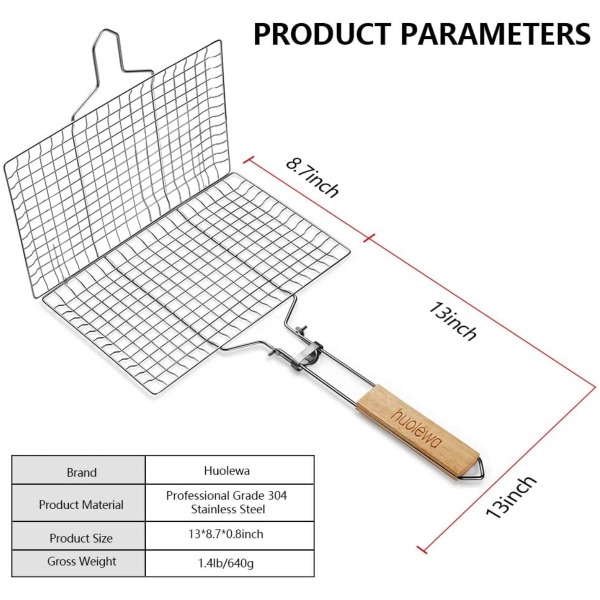 PRODUCT PARAMETERS
8.7inch
13inch
13inch
huolewa
Brand Huolewa
Product Material Professional Grade 304
Stainless Steel
Product Size 13*8.7*0.8inch
Gross Weight 1.4lb/640g